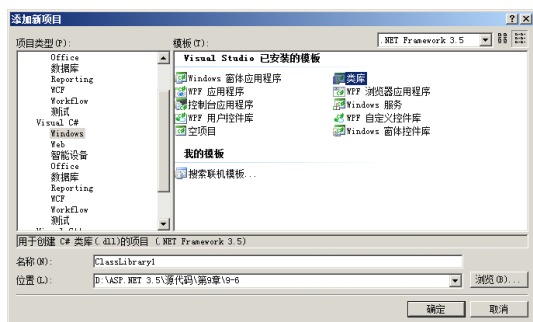 添加新项目
项目类型(P):
模板(T):
.NET Framework 3.5
Office
数据库
Reporting
WCF
Workflow
测试
Visual C#
Windows
Web
智能设备
Office
数据库
Reporting
WCF
Workflow
测试
Visual Studio 已安装的模板
Windows 窗体应用程序
类库
WPF 应用程序
WPF 浏览器应用程序
控制台应用程序
Windows 服务
WPF 用户控件库
WPF 自定义控件库
空项目
Windows 窗体控件库
我的模板
搜索联机模板...
用于创建 C# 类库(.dll)的项目 (.NET Framework 3.5)
名称(N):
ClassLibrary1
位置(L):
D:\ASP.NET 3.5\源代码\第9章\9-6
浏览(B)...
确定
取消